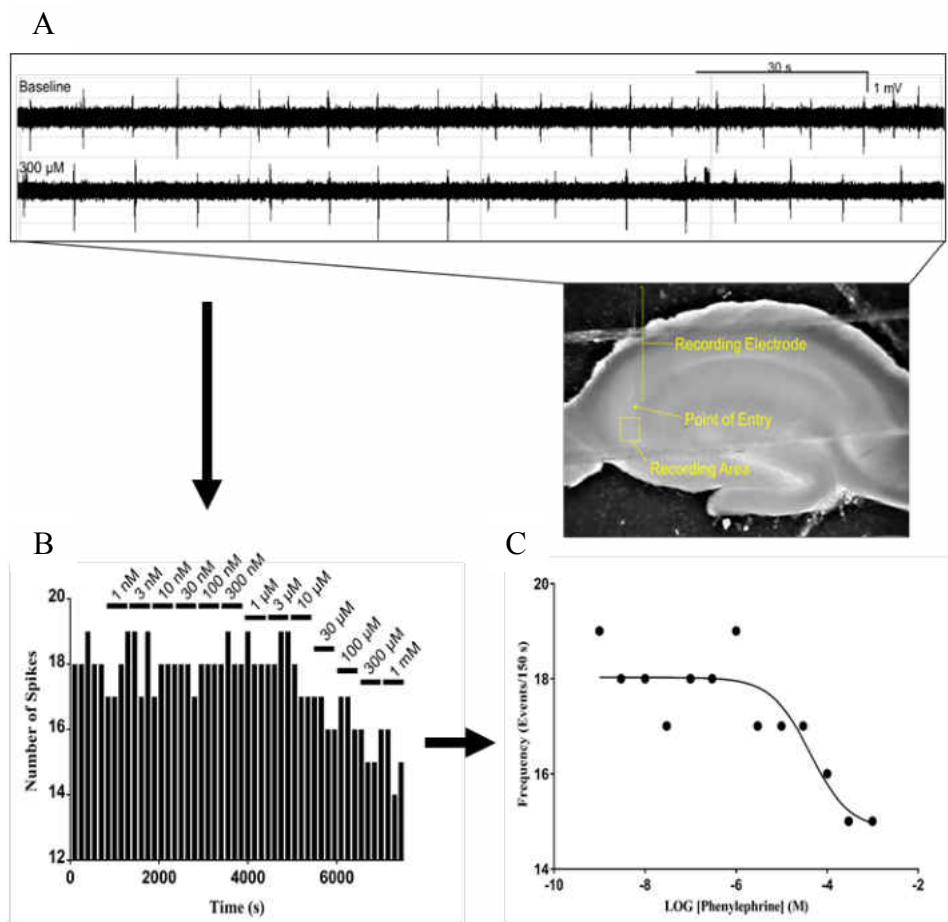 A
Baseline
30 s
1 mV
300 µM
Recording Electrode
Point of Entry
Recording Area
B
1 nM
3 nM
10 nM
30 nM
100 nM
300 nM
1 µM
3 µM
10 µM
30 µM
100 µM
300 µM
1 mM
Number of Spikes
20
18
16
14
12
0
2000
4000
6000
Time (s)
C
Frequency (Events/150 s)
20
18
16
14
-10
-8
-6
-4
-2
LOG [Phenylephrine] (M)